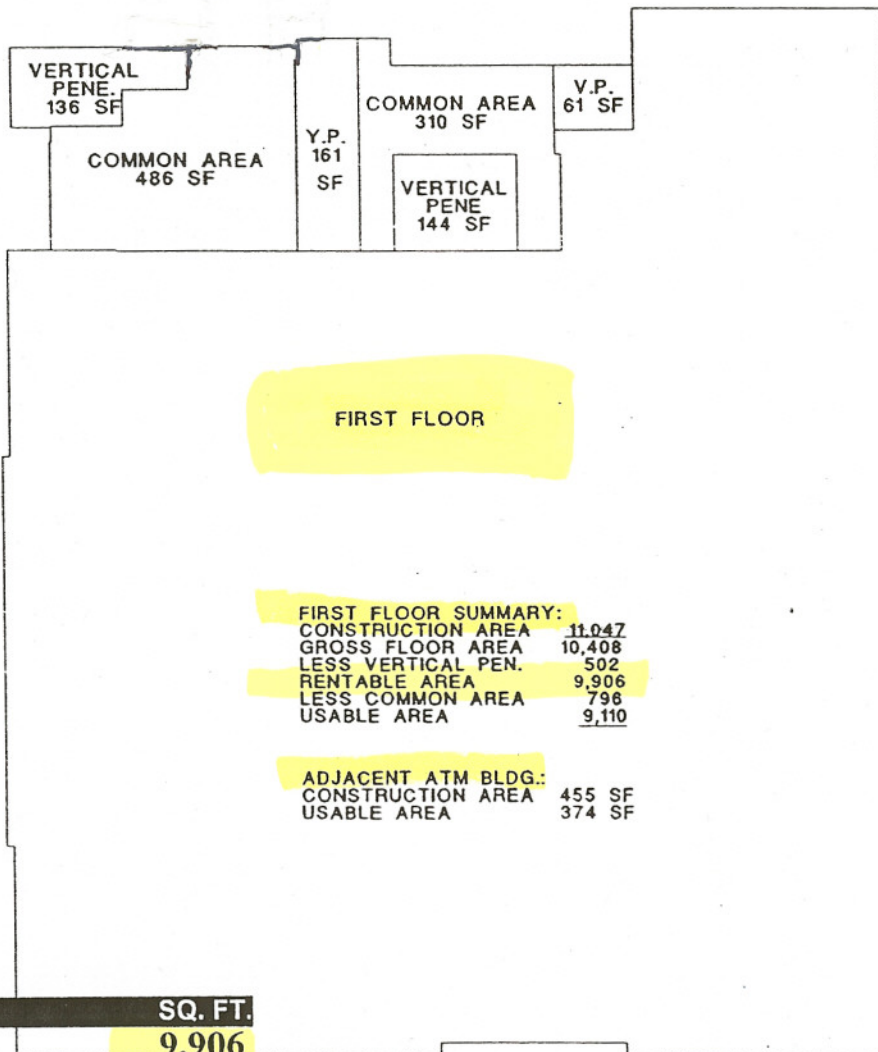 VERTICAL
PENE.
136 SF
COMMON AREA
486 SF
Y.P.
161
SF
COMMON AREA
310 SF
VERTICAL
PENE
144 SF
V.P.
61 SF
FIRST FLOOR
FIRST FLOOR SUMMARY:
CONSTRUCTION AREA 11,047
GROSS FLOOR AREA 10,408
LESS VERTICAL PEN. 502
RENTABLE AREA 9,906
LESS COMMON AREA 796
USABLE AREA 9,110
ADJACENT ATM BLDG.:
CONSTRUCTION AREA 455 SF
USABLE AREA 374 SF
SQ. FT.
9,906